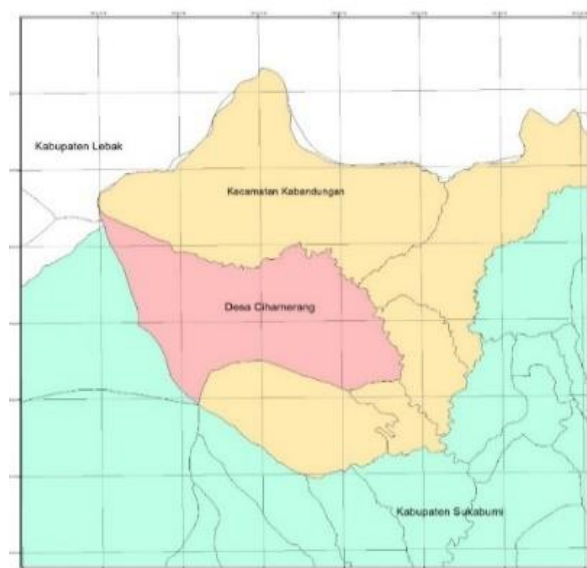 Kabupaten Lebak
Kecamatan Kabandungan
Desa Cihamerang
Kabupaten Sukabumi